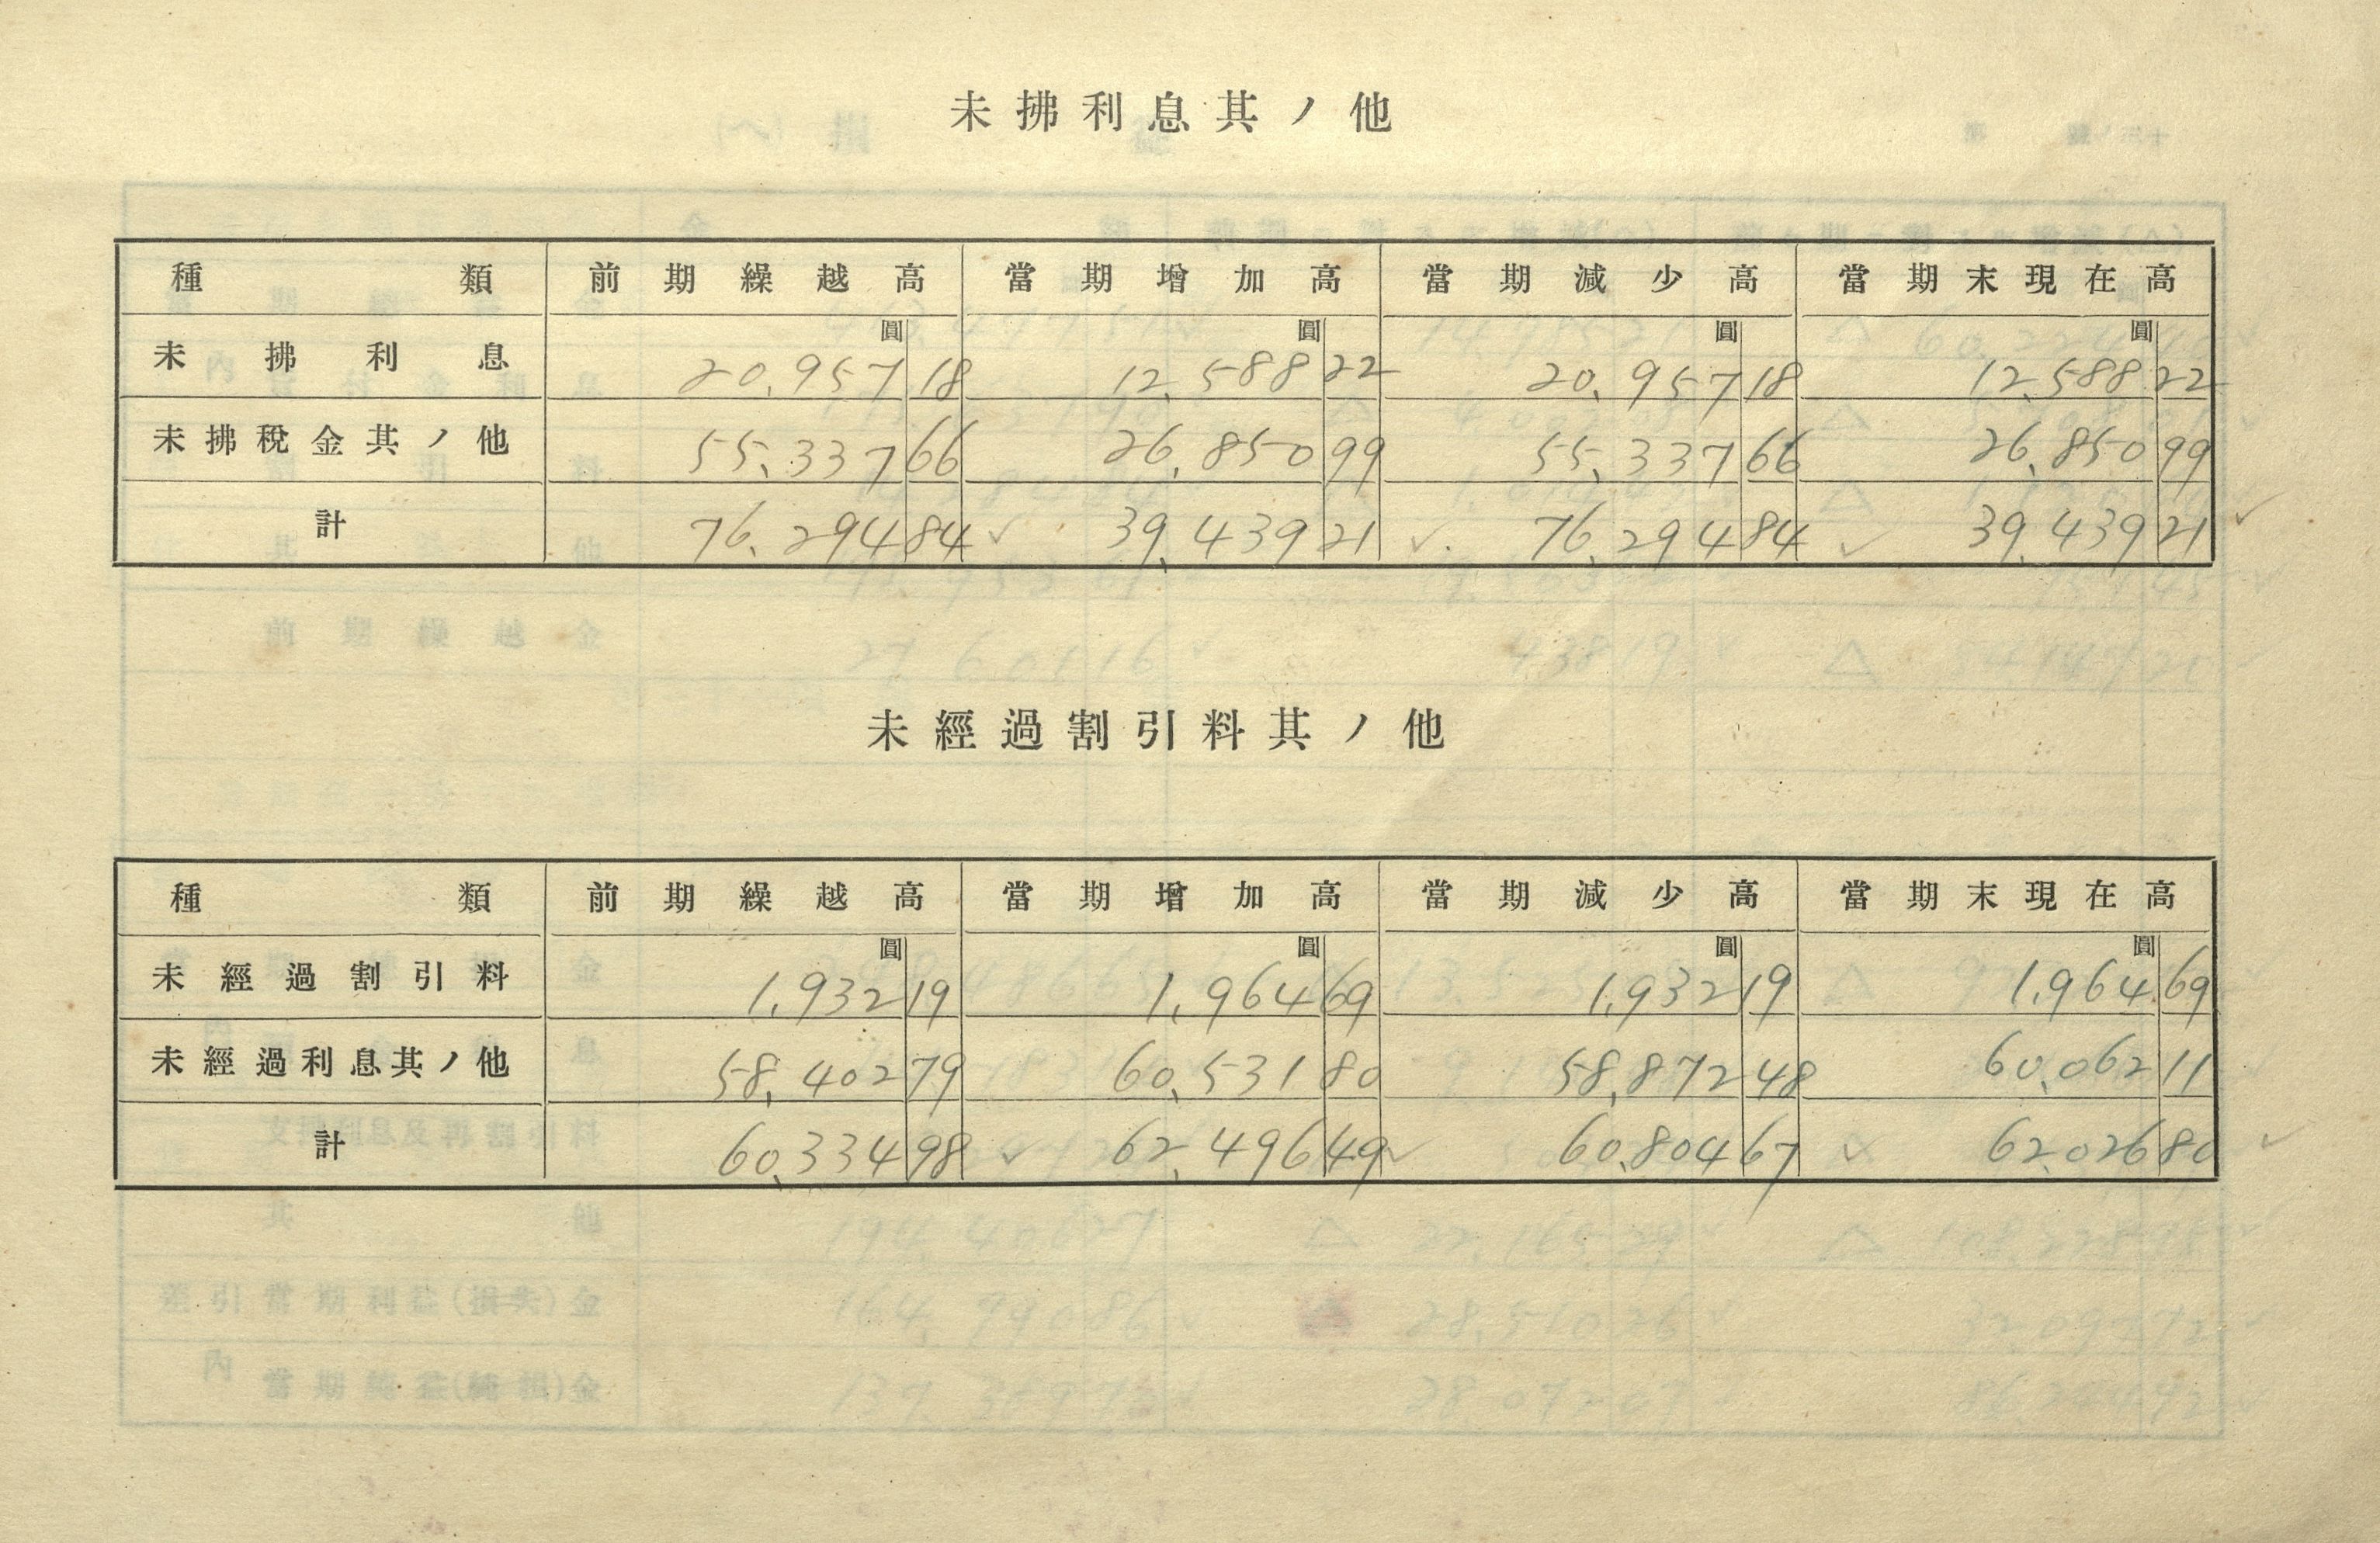 未拂利息其ノ他
種類 前期繰越高 當期增加高 當期減少高 當期末現在高
圓 圓 圓 圓
未拂利息 20,957 18 12,588 22 20,957 18 12,588 22
未拂稅金其ノ他 55,337 66 26,850 99 55,337 66 26,850 99
計 76,294 84 ✓ 39,439 21 ✓ 76,294 84 ✓ 39,439 21 ✓
未經過割引料其ノ他
種類 前期繰越高 當期增加高 當期減少高 當期末現在高
圓 圓 圓 圓
未經過割引料 1,932 19 1,964 69 1,932 19 1,964 69
未經過利息其ノ他 58,402 79 60,531 80 58,872 48 60,062 11
計 60,334 98 ✓ 62,496 49 ✓ 60,804 67 ✓ 62,026 80 ✓